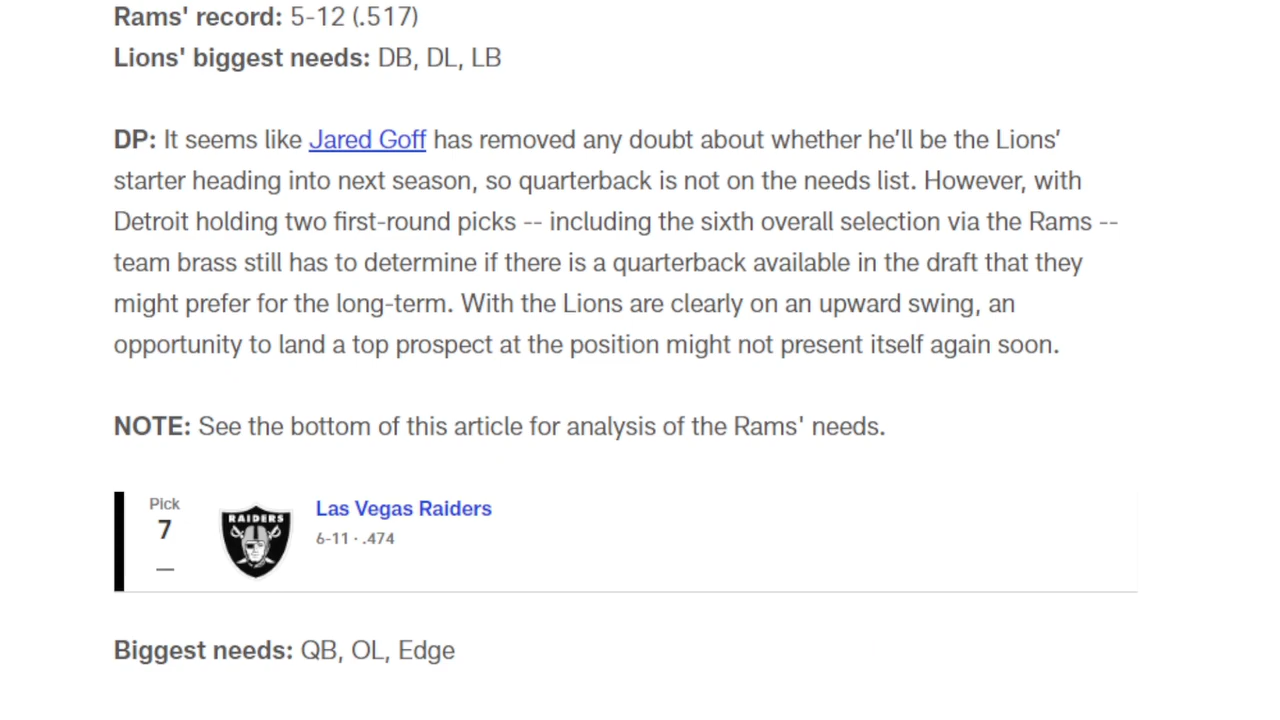 Rams' record: 5-12 (.517)
Lions' biggest needs: DB, DL, LB
DP: It seems like Jared Goff has removed any doubt about whether he’ll be the Lions’
starter heading into next season, so quarterback is not on the needs list. However, with
Detroit holding two first-round picks -- including the sixth overall selection via the Rams --
team brass still has to determine if there is a quarterback available in the draft that they
might prefer for the long-term. With the Lions are clearly on an upward swing, an
opportunity to land a top prospect at the position might not present itself again soon.
NOTE: See the bottom of this article for analysis of the Rams' needs.
Pick
7
—
RAIDERS
Las Vegas Raiders
6-11 · .474
Biggest needs: QB, OL, Edge